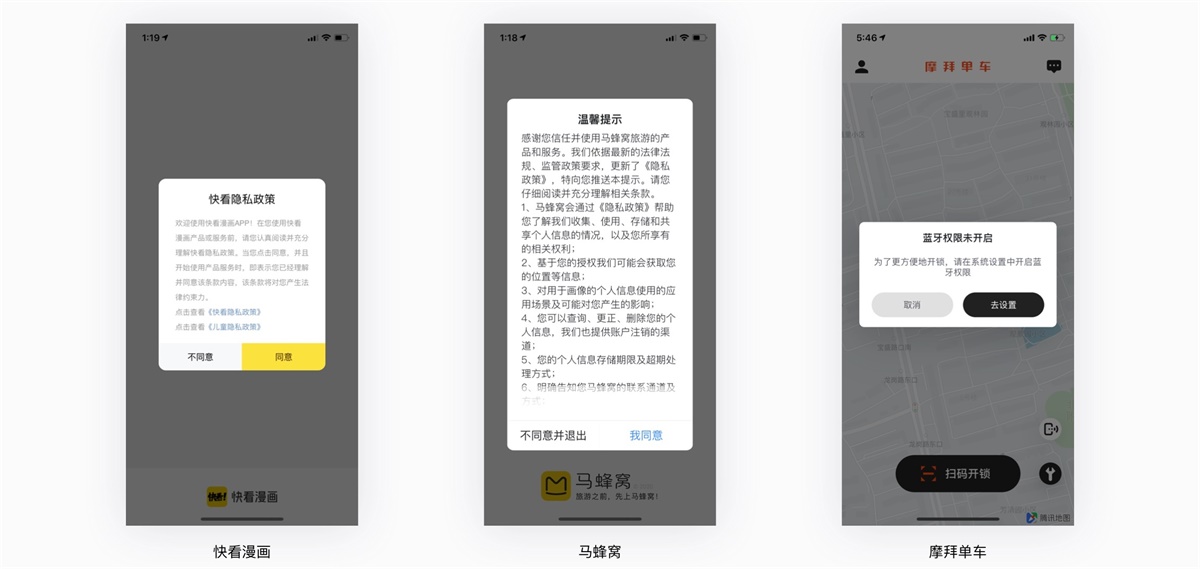 1:19
快看隐私政策
欢迎使用快看漫画APP！在您使用快看
漫画产品或服务前，请您认真阅读并充分
理解快看隐私政策。当您点击同意，并且
开始使用产品服务时，即表示您已经理解
并同意该条款内容，该条款将对您产生法
律约束力。
点击查看《快看隐私政策》
点击查看《儿童隐私政策》
不同意
同意
快看!
快看漫画
快看漫画
1:18
温馨提示
感谢您信任并使用马蜂窝旅游的产
品和服务。我们依据最新的法律法
规、监管政策要求，更新了《隐私
政策》，特向您推送本提示。请您
仔细阅读并充分理解相关条款。
1、马蜂窝会通过《隐私政策》帮助
您了解我们收集、使用、存储和共
享个人信息的情况，以及您所享有
的相关权利；
2、基于您的授权我们可能会获取您
的位置等信息；
3、对用于画像的个人信息使用的应
用场景及可能对您产生的影响；
4、您可以查询、更正、删除您的个
人信息，我们也提供账户注销的渠
道；
5、您的个人信息存储期限及超期处
理方式；
6、明确告知您马蜂窝的联系通道及
方式；
不同意并退出
我同意
马蜂窝
旅游之前，先上马蜂窝！
马蜂窝
5:46
摩拜单车
蓝牙权限未开启
为了更方便地开锁，请在系统设置中开启蓝
牙权限
取消
去设置
龙邦路东口
扫码开锁
腾讯地图
摩拜单车